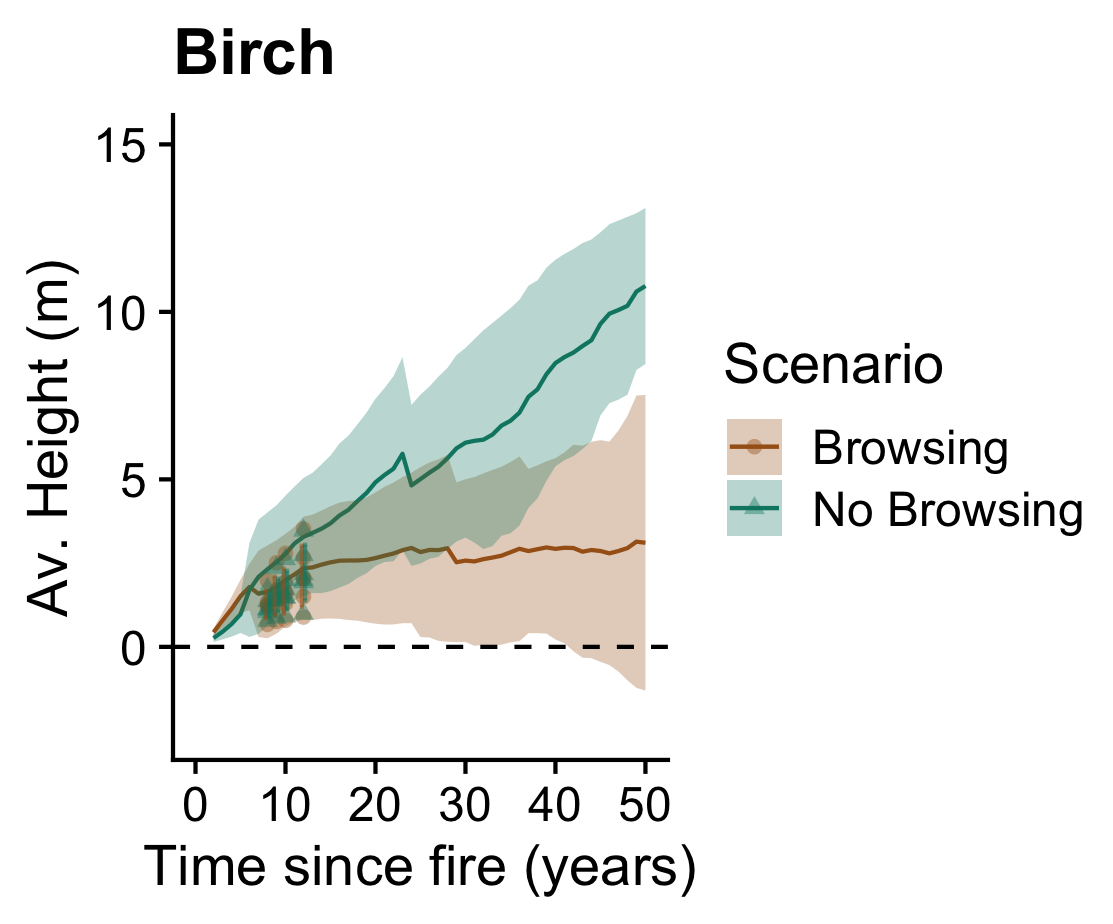 Birch
Av. Height (m)
15
10
5
0
0 10 20 30 40 50
Time since fire (years)
Scenario
Browsing
No Browsing